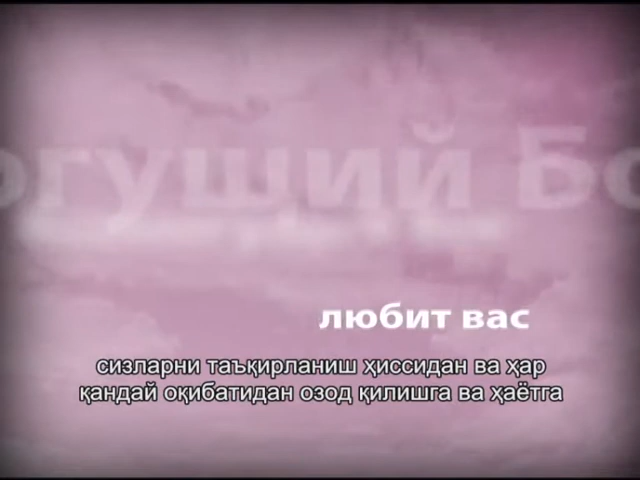 любит вас
сизларни таъқирланиш ҳиссидан ва ҳар
қандай оқибатидан озод қилишга ва ҳаётга